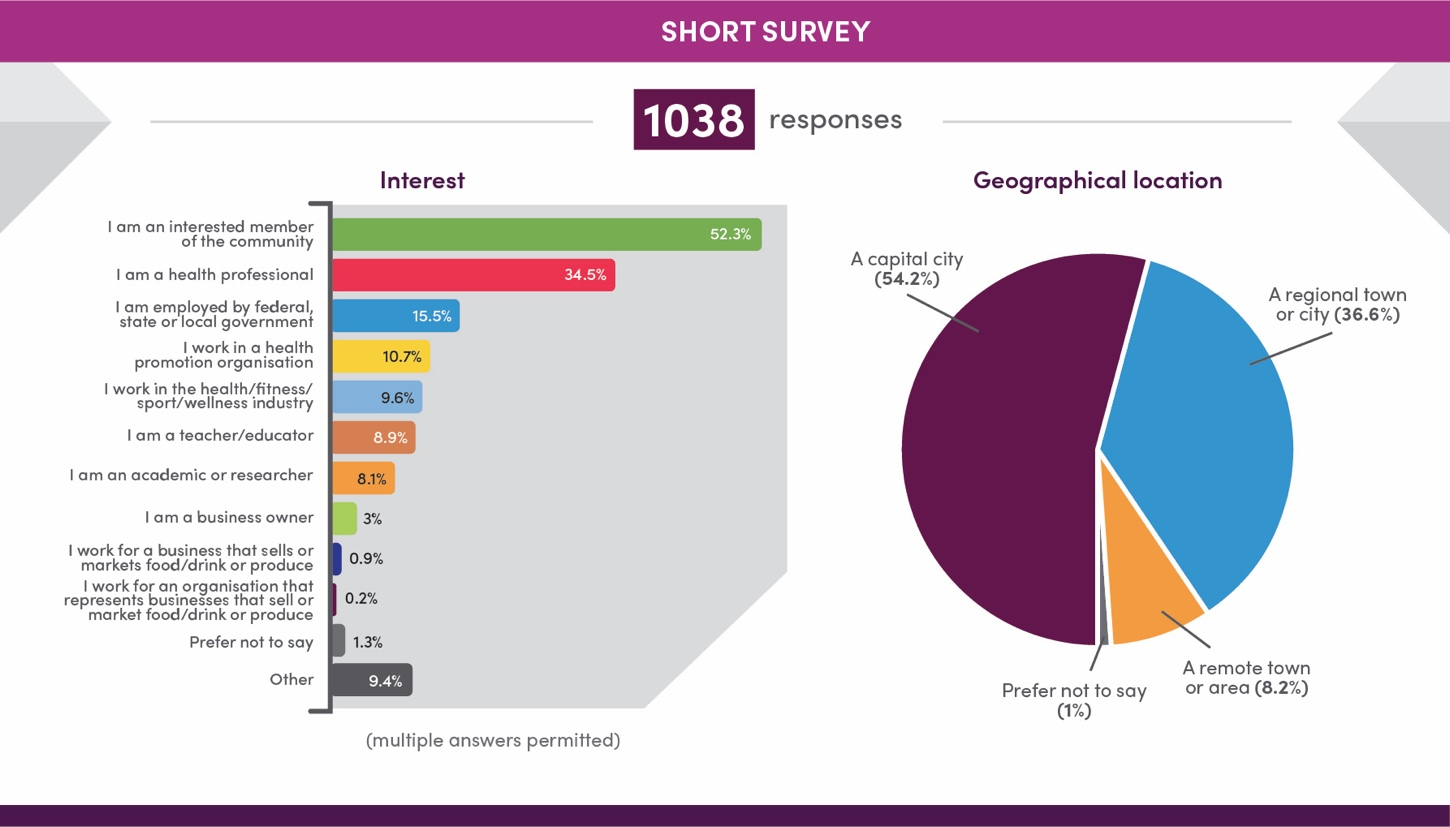 SHORT SURVEY
1038 responses
Interest
I am an interested member
of the community
52.3%
I am a health professional
34.5%
I am employed by federal,
state or local government
15.5%
I work in a health
promotion organisation
10.7%
I work in the health/fitness/
sport/wellness industry
9.6%
I am a teacher/educator
8.9%
I am an academic or researcher
8.1%
I am a business owner
3%
I work for a business that sells or
markets food/drink or produce
0.9%
I work for an organisation that
represents businesses that sell or
market food/drink or produce
0.2%
Prefer not to say
1.3%
Other
9.4%
(multiple answers permitted)
Geographical location
A capital city
(54.2%)
A regional town
or city (36.6%)
A remote town
or area (8.2%)
Prefer not to say
(1%)